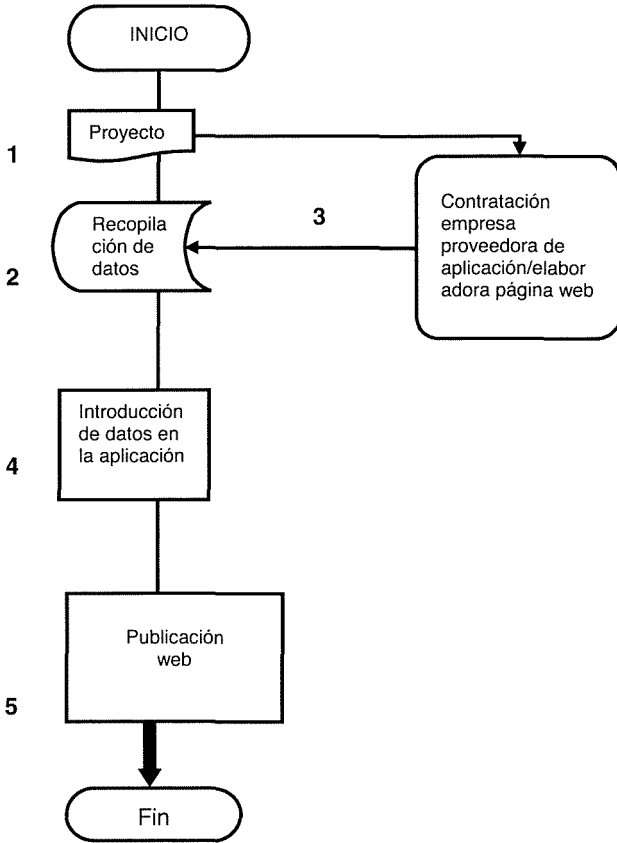 INICIO
Proyecto
1
Contratación
empresa
proveedora de
aplicación/elabor
adora página web
3
Recopila
ción de
datos
2
Introducción
de datos en
la aplicación
4
Publicación
web
5
Fin